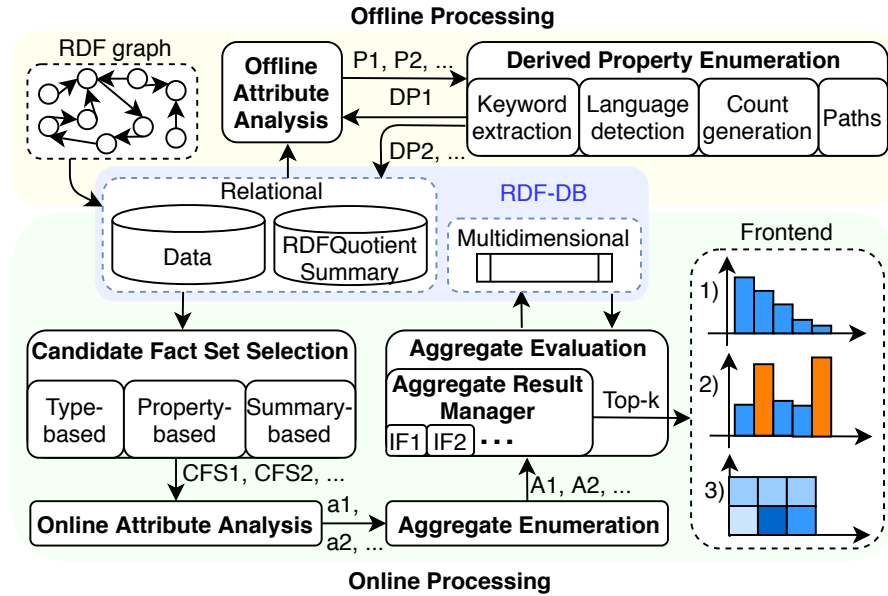 Offline Processing
RDF graph
Offline
Attribute
Analysis
P1, P2, ...
DP1
DP2, ...
Derived Property Enumeration
Keyword
extraction
Language
detection
Count
generation
Paths
Relational
RDF-DB
Data
RDFQuotient
Summary
Multidimensional
Frontend
1)
2)
3)
Candidate Fact Set Selection
Type-
based
Property-
based
Summary-
based
Aggregate Evaluation
Aggregate Result
Manager
IF1
IF2
...
Top-k
CFS1, CFS2, ...
A1, A2, ...
Online Attribute Analysis
a1,
a2, ...
Aggregate Enumeration
Online Processing